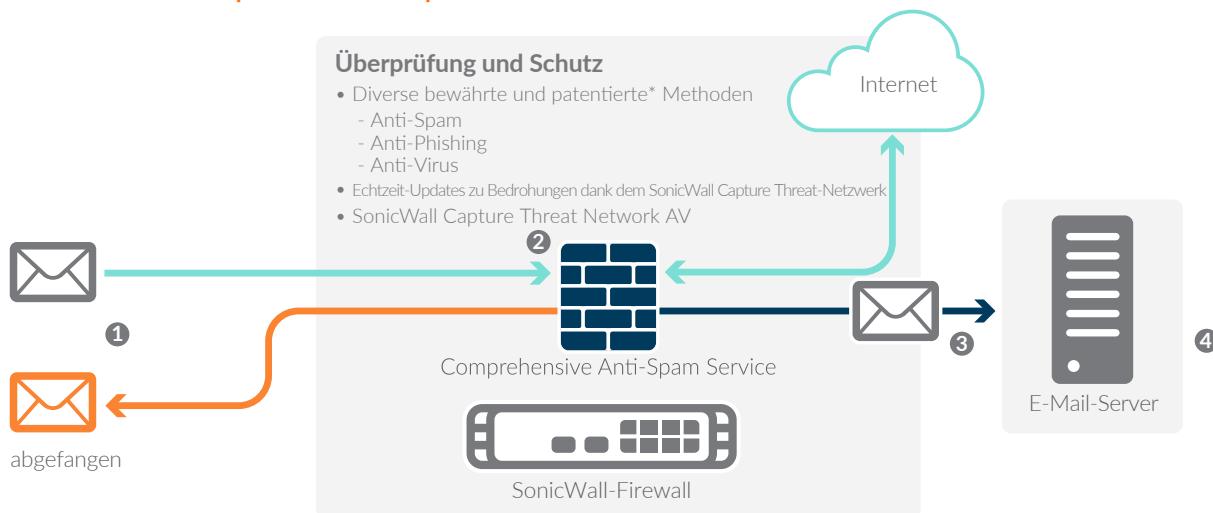 Überprüfung und Schutz
• Diverse bewährte und patentierte* Methoden
- Anti-Spam
- Anti-Phishing
- Anti-Virus
• Echtzeit-Updates zu Bedrohungen dank dem SonicWall Capture Threat-Netzwerk
• SonicWall Capture Threat Network AV
Internet
2
1
3
4
Comprehensive Anti-Spam Service
E-Mail-Server
abgefangen
SonicWall-Firewall